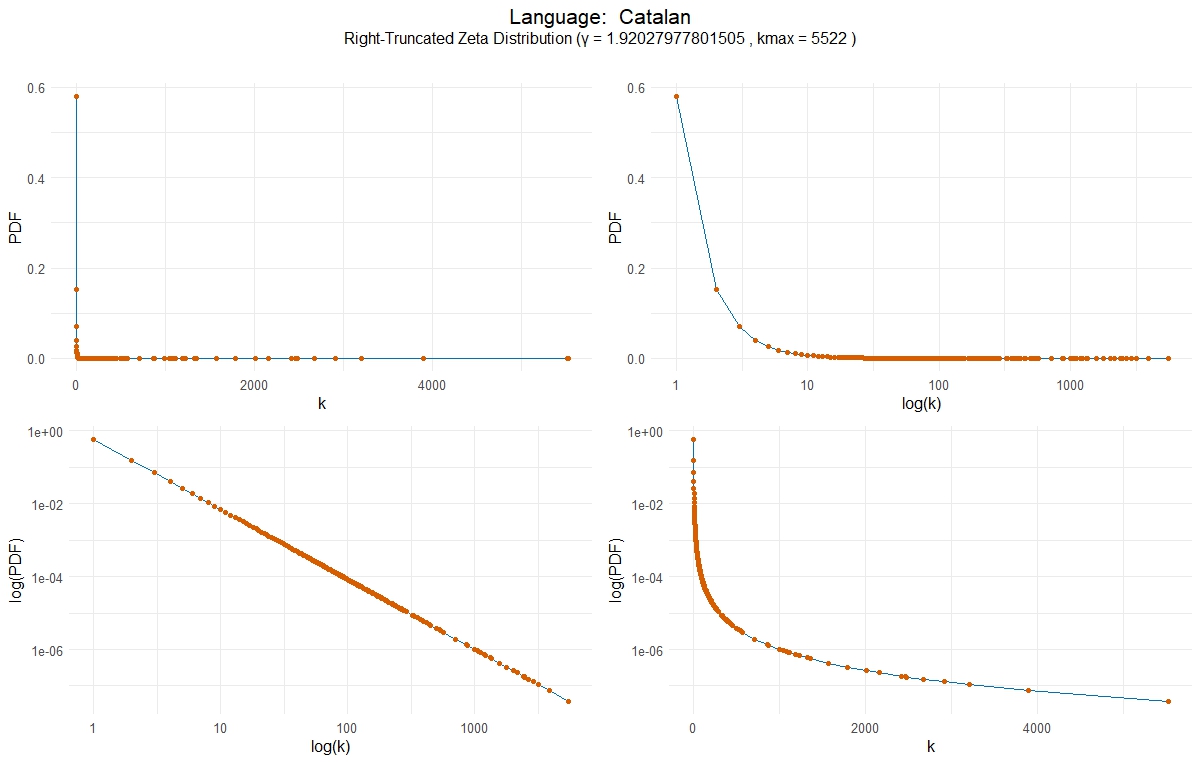 Language:  Catalan
Right-Truncated Zeta Distribution (γ = 1.92027977801505 , kmax = 5522 )
PDF
0.6
0.4
0.2
0.0
0
2000
4000
k
PDF
0.6
0.4
0.2
0.0
1
10
100
1000
log(k)
log(PDF)
1e+00
1e-02
1e-04
1e-06
1
10
100
1000
log(k)
log(PDF)
1e+00
1e-02
1e-04
1e-06
0
2000
4000
k